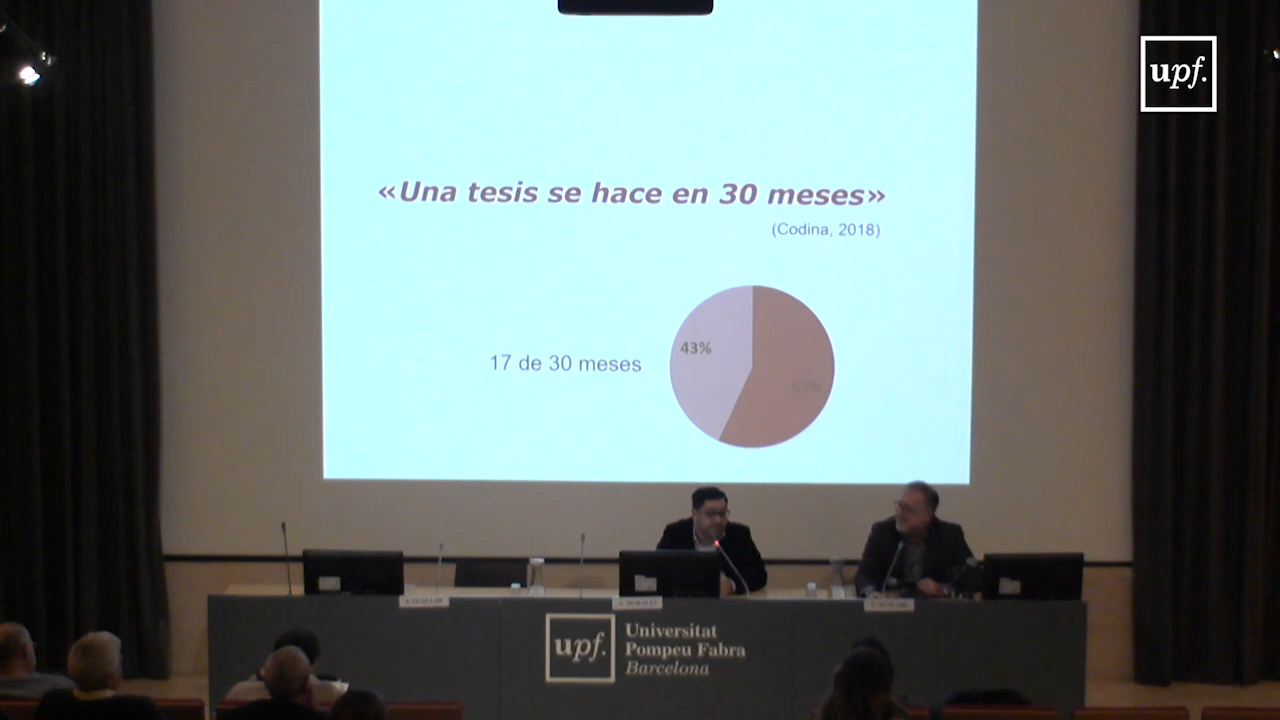 upf.
«Una tesis se hace en 30 meses»
(Codina, 2018)
43%
57%
17 de 30 meses
upf.
Universitat
Pompeu Fabra
Barcelona